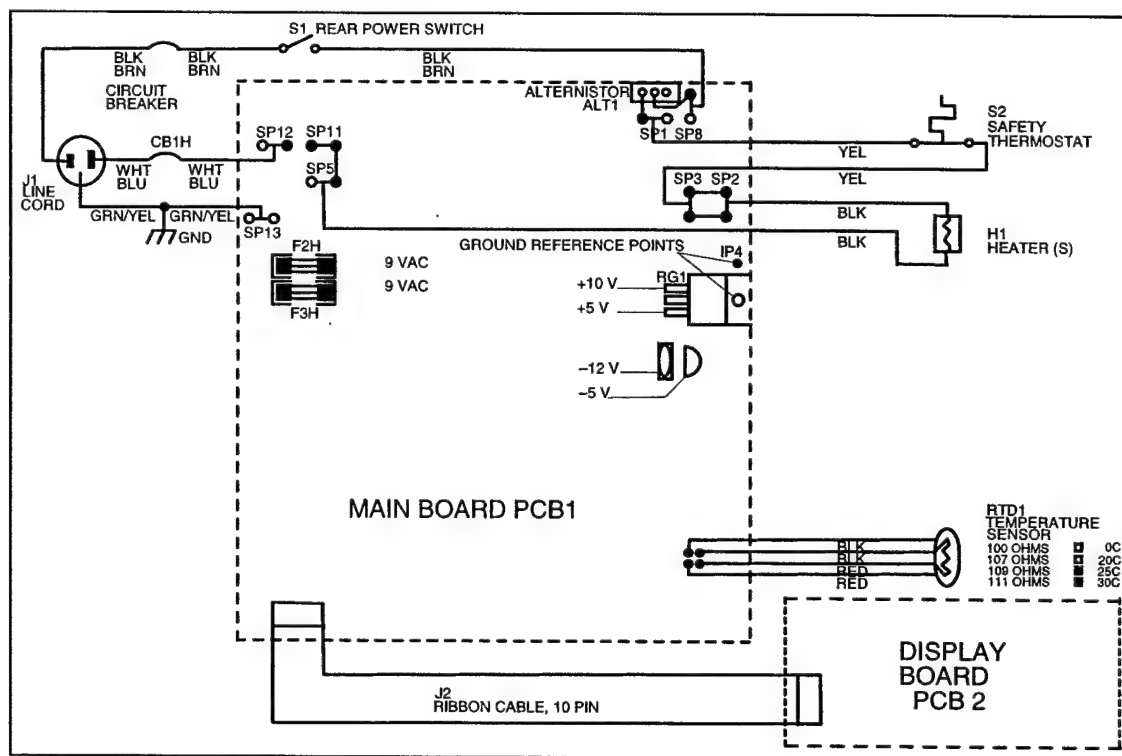 S1 REAR POWER SWITCH
BLK BRN
BLK BRN
BLK BRN
CIRCUIT BREAKER
ALTERNISTOR ALT1
SP12
SP11
SP1
SP8
S2 SAFETY THERMOSTAT
CB1H
WHT BLU
WHT BLU
SP5
YEL
YEL
J1 LINE CORD
SP3
SP2
GRN/YEL
GRN/YEL
SP13
GND
BLK
BLK
H1 HEATER (S)
F2H
9 VAC
9 VAC
F3H
GROUND REFERENCE POINTS
IP4
RG1
+10 V
+5 V
–12 V
–5 V
MAIN BOARD PCB1
BLK
BLK
RED
RED
RTD1
TEMPERATURE
SENSOR
100 OHMS 0C
107 OHMS 20C
109 OHMS 25C
111 OHMS 30C
J2
RIBBON CABLE, 10 PIN
DISPLAY
BOARD
PCB 2